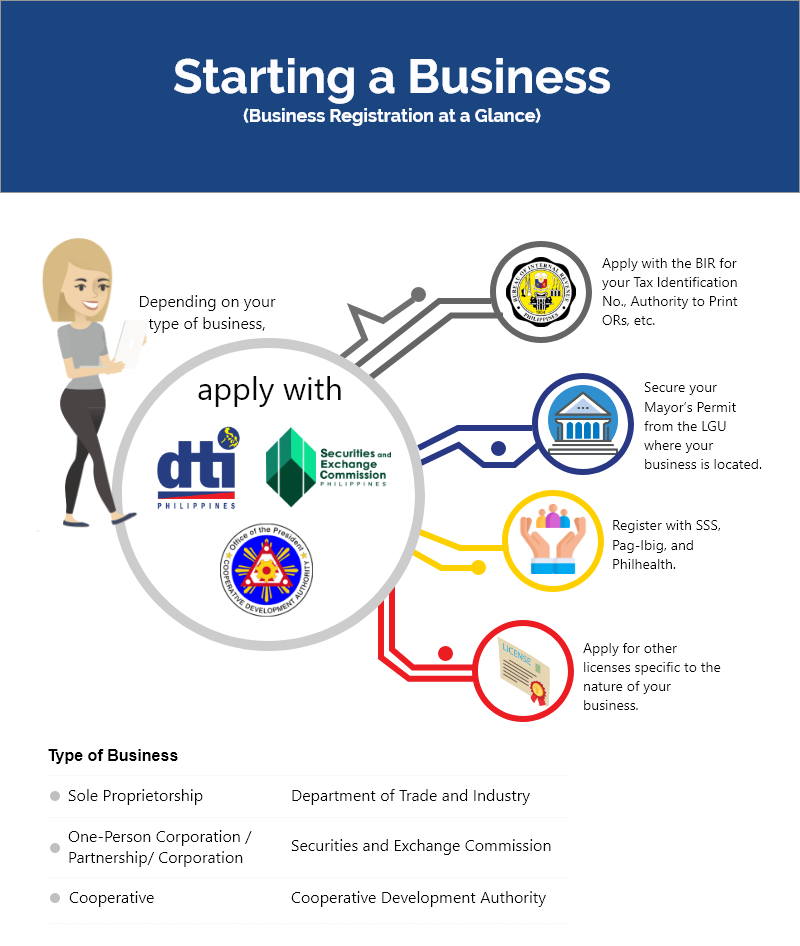 Starting a Business
(Business Registration at a Glance)
Depending on your
type of business,
apply with
dti
PHILIPPINES
Securities and
Exchange
Commission
PHILIPPINES
Office of the President
COOPERATIVE DEVELOPMENT AUTHORITY
BUREAU OF INTERNAL REVENUE
1904
PHILIPPINES
Apply with the BIR for
your Tax Identification
No., Authority to Print
ORs, etc.
Secure your
Mayor’s Permit
from the LGU
where your
business is located.
Register with SSS,
Pag-Ibig, and
Philhealth.
LICENSE
Apply for other
licenses specific to the
nature of your
business.
Type of Business
Sole Proprietorship
Department of Trade and Industry
One-Person Corporation /
Partnership/ Corporation
Securities and Exchange Commission
Cooperative
Cooperative Development Authority